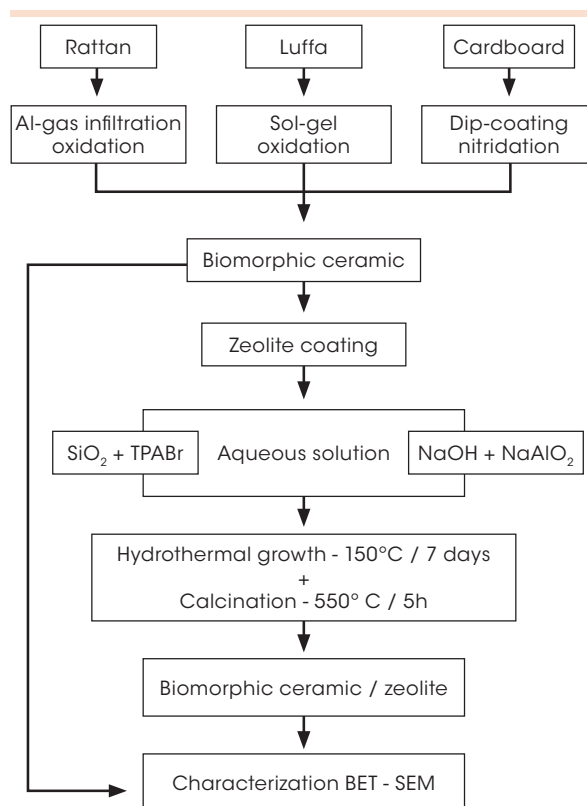 Rattan
Luffa
Cardboard
Al-gas infiltration
oxidation
Sol-gel
oxidation
Dip-coating
nitridation
Biomorphic ceramic
Zeolite coating
SiO₂ + TPABr
Aqueous solution
NaOH + NaAlO₂
Hydrothermal growth - 150°C / 7 days
+
Calcination - 550° C / 5h
Biomorphic ceramic / zeolite
Characterization BET - SEM